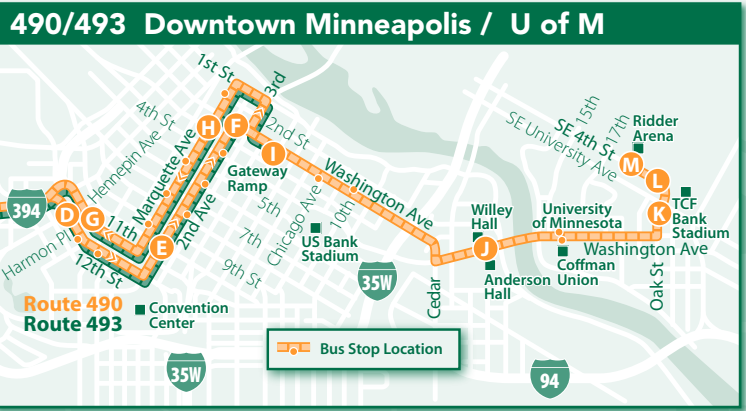 490/493 Downtown Minneapolis / U of M
1st St
3rd
4th St
2nd St
Hennepin Ave
Marquette Ave
H
F
I
Gateway
Ramp
Washington Ave
15th
17th
SE 4th St
SE University Ave
Ridder
Arena
M
L
K
TCF
Bank
Stadium
394
D
G
11th
E
2nd Ave
5th
7th
9th St
Chicago Ave
10th
US Bank
Stadium
Harmon Pl
12th St
Willey
Hall
J
University
of Minnesota
Washington Ave
Anderson
Hall
Coffman
Union
Cedar
Oak St
35W
Route 490
Route 493
Convention
Center
Bus Stop Location
35W
94